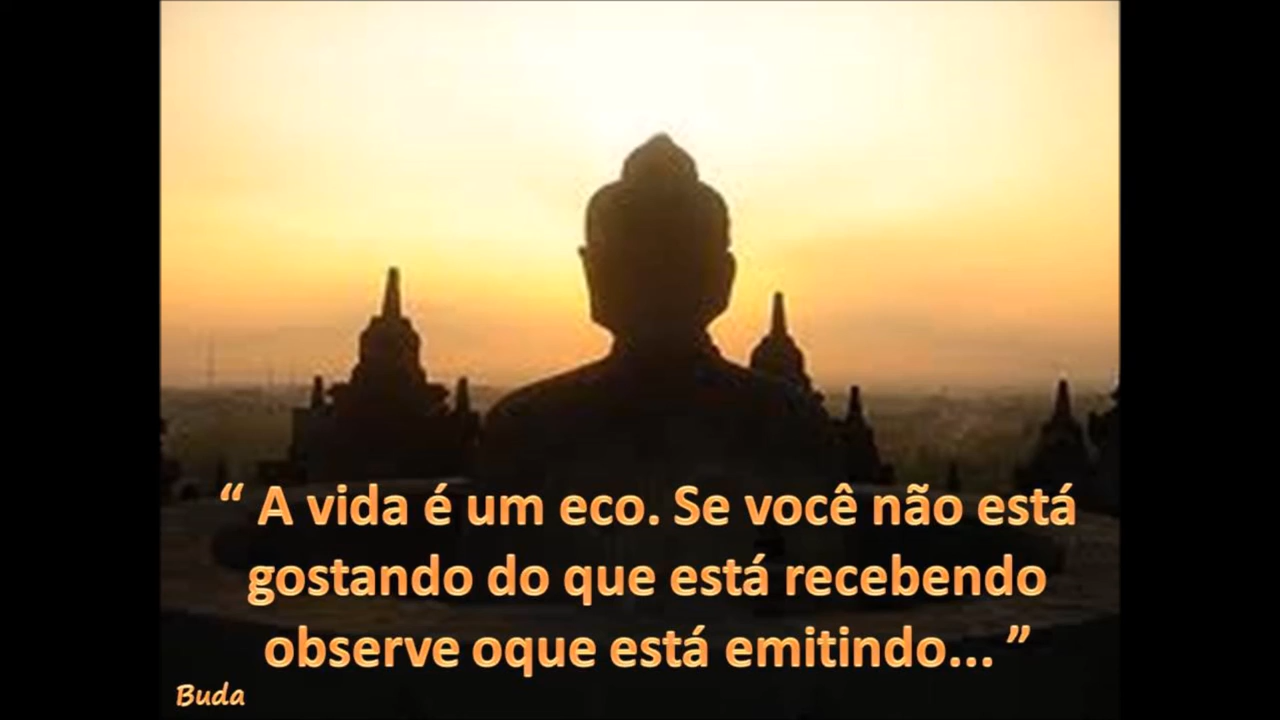 “ A vida é um eco. Se você não está
gostando do que está recebendo
observe oque está emitindo... ”
Buda